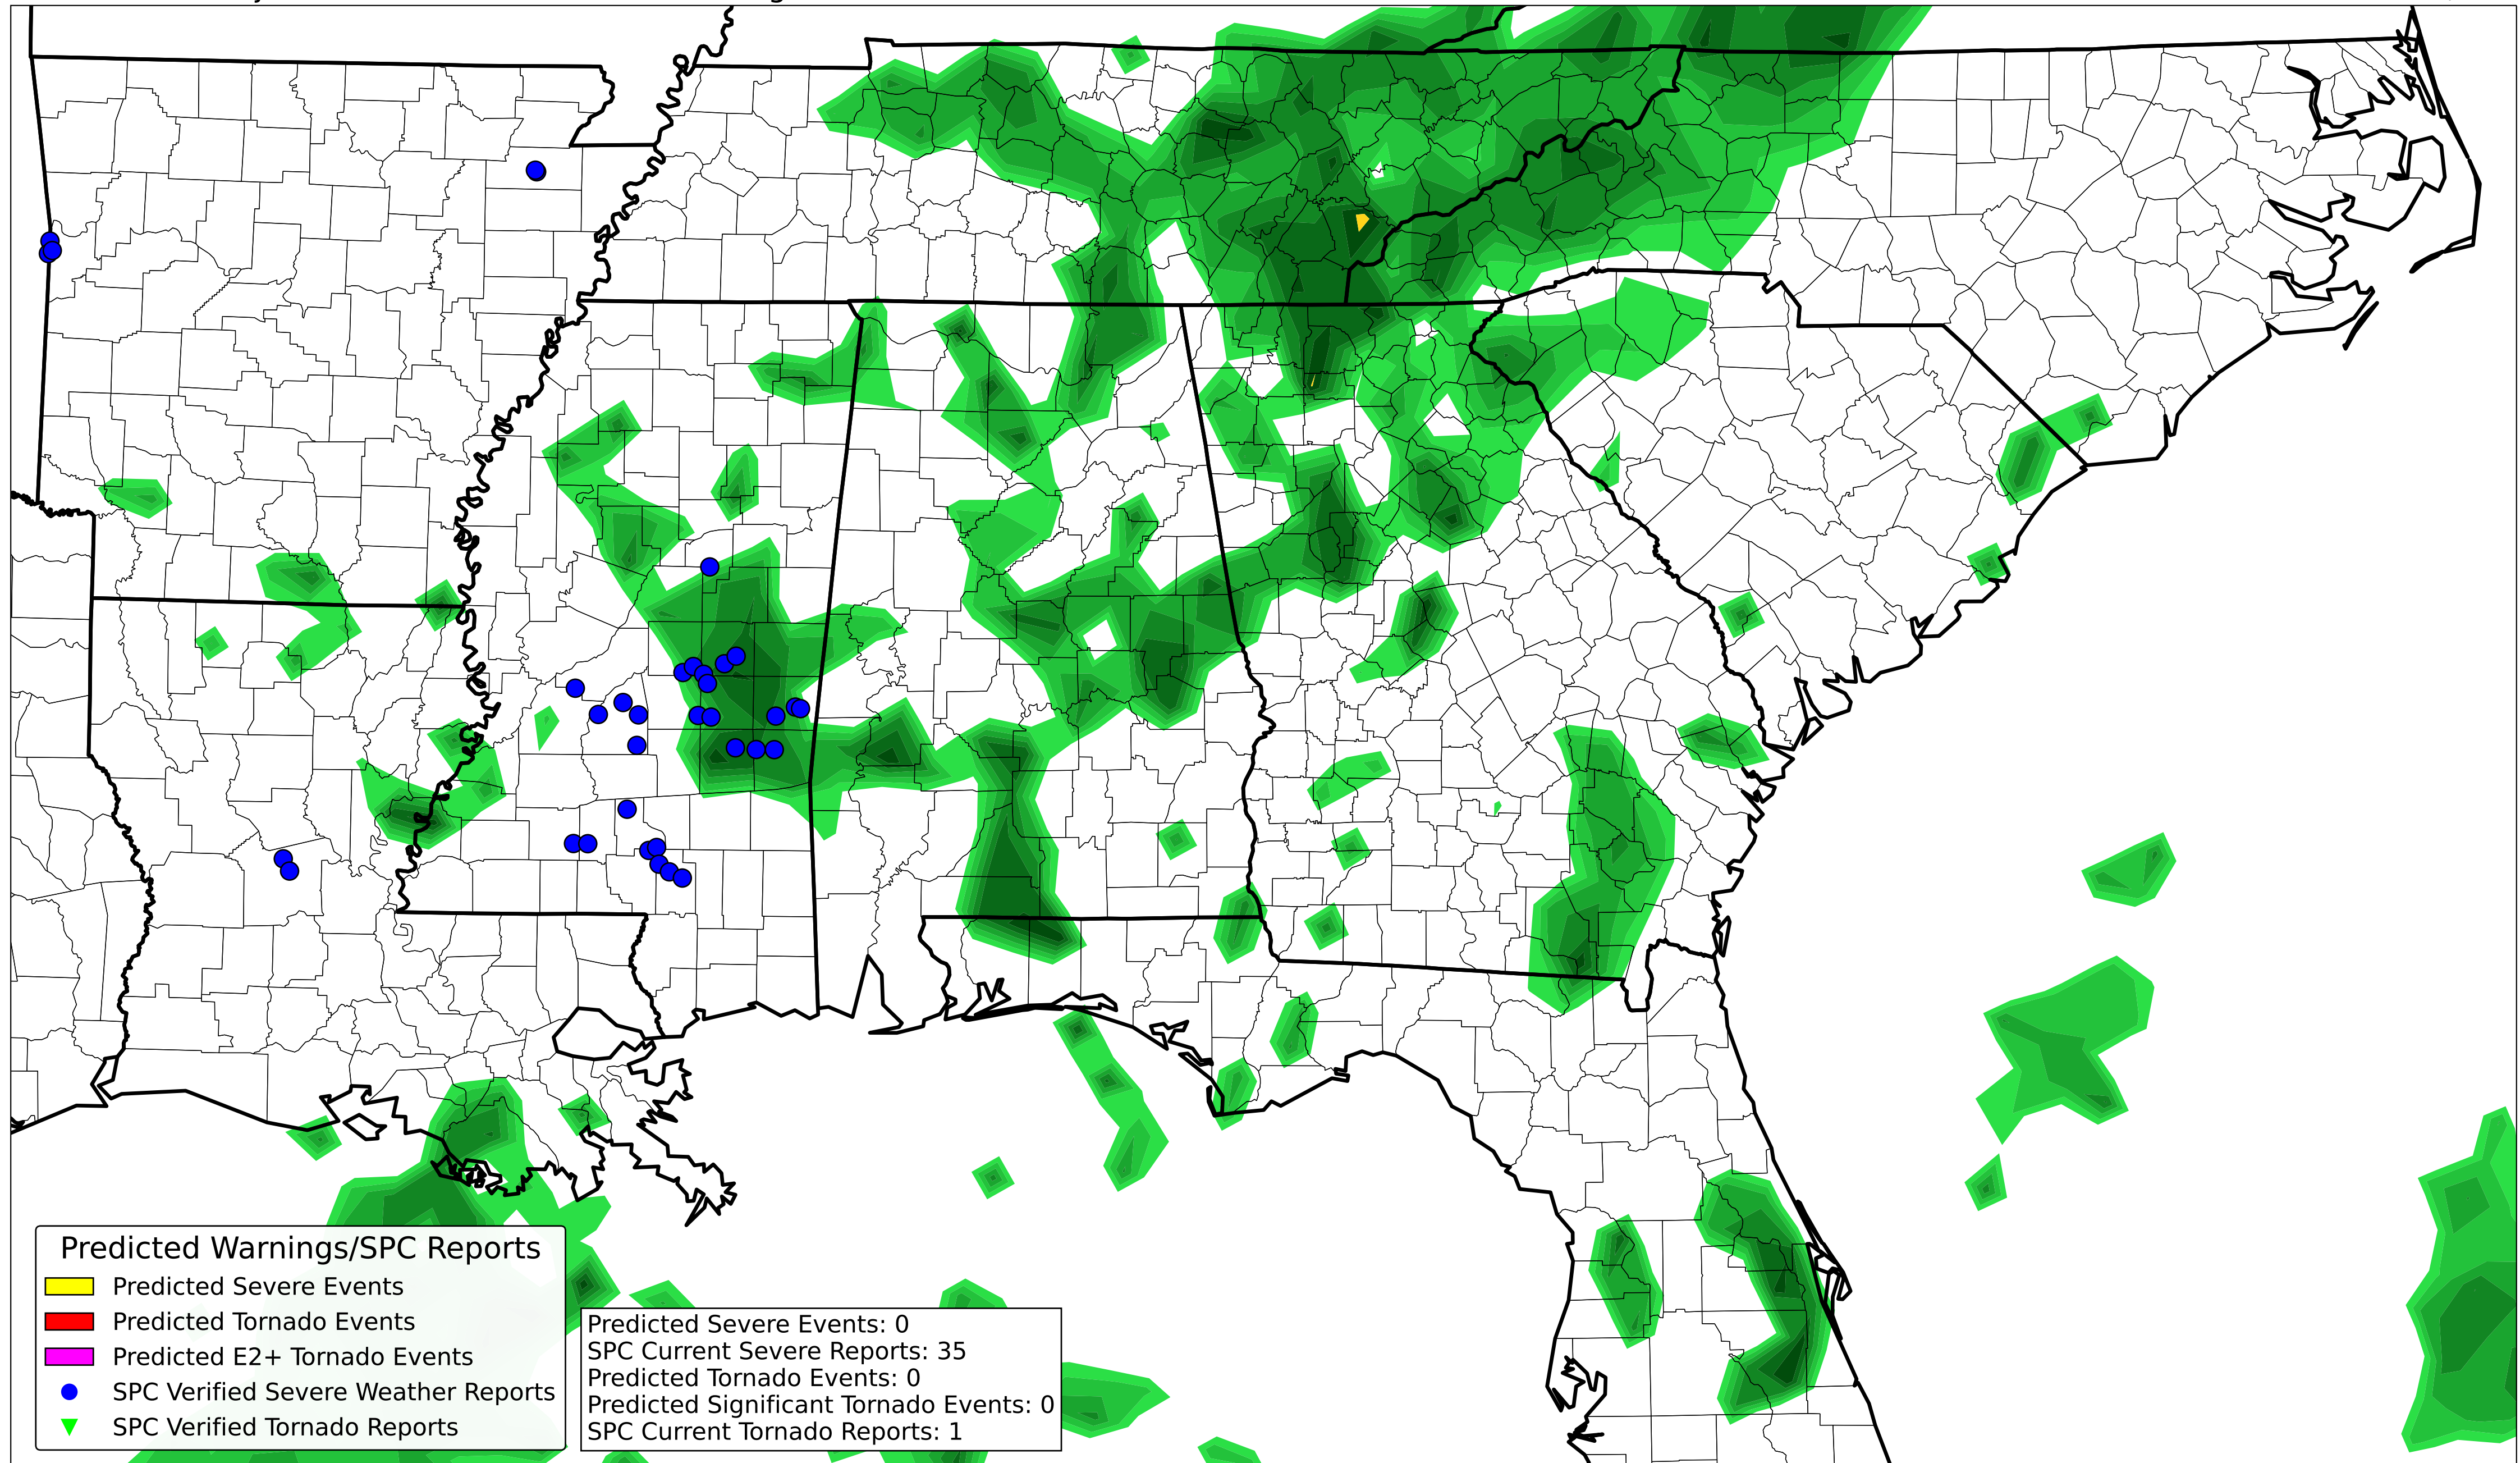 Predicted Warnings/SPC Reports
Predicted Severe Events
Predicted Tornado Events
Predicted E2+ Tornado Events
SPC Verified Severe Weather Reports
SPC Verified Tornado Reports
Predicted Severe Events: 0
SPC Current Severe Reports: 35
Predicted Tornado Events: 0
Predicted Significant Tornado Events: 0
SPC Current Tornado Reports: 1